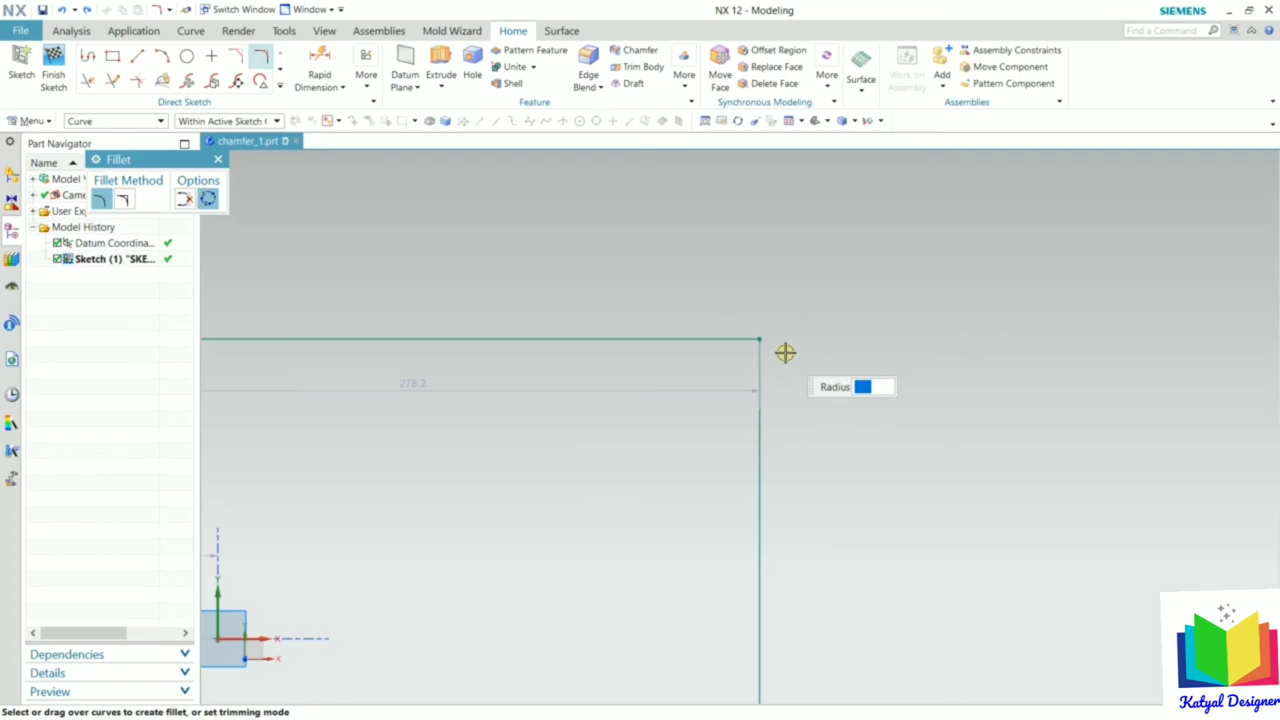 NX
Switch Window
Window
NX 12 - Modeling
SIEMENS
File
Analysis
Application
Curve
Render
Tools
View
Assemblies
Mold Wizard
Home
Surface
Find a Command
Sketch
Finish
Sketch
Direct Sketch
Rapid
Dimension
More
Datum
Plane
Extrude
Hole
Pattern Feature
Unite
Shell
Feature
Edge
Blend
Chamfer
Trim Body
Draft
More
Move
Face
Offset Region
Replace Face
Delete Face
Synchronous Modeling
More
Surface
Work on
Assembly
Add
Assembly Constraints
Move Component
Pattern Component
Assemblies
Menu
Curve
Within Active Sketch
Part Navigator
chamfer_1.prt
Name
Fillet
Model
Fillet Method
Options
Came
User Ex
Model History
Datum Coordina...
Sketch (1) "SKE...
278.2
Radius
Y
Y
X
X
Dependencies
Details
Preview
Select or drag over curves to create fillet, or set trimming mode
Katyal Designer